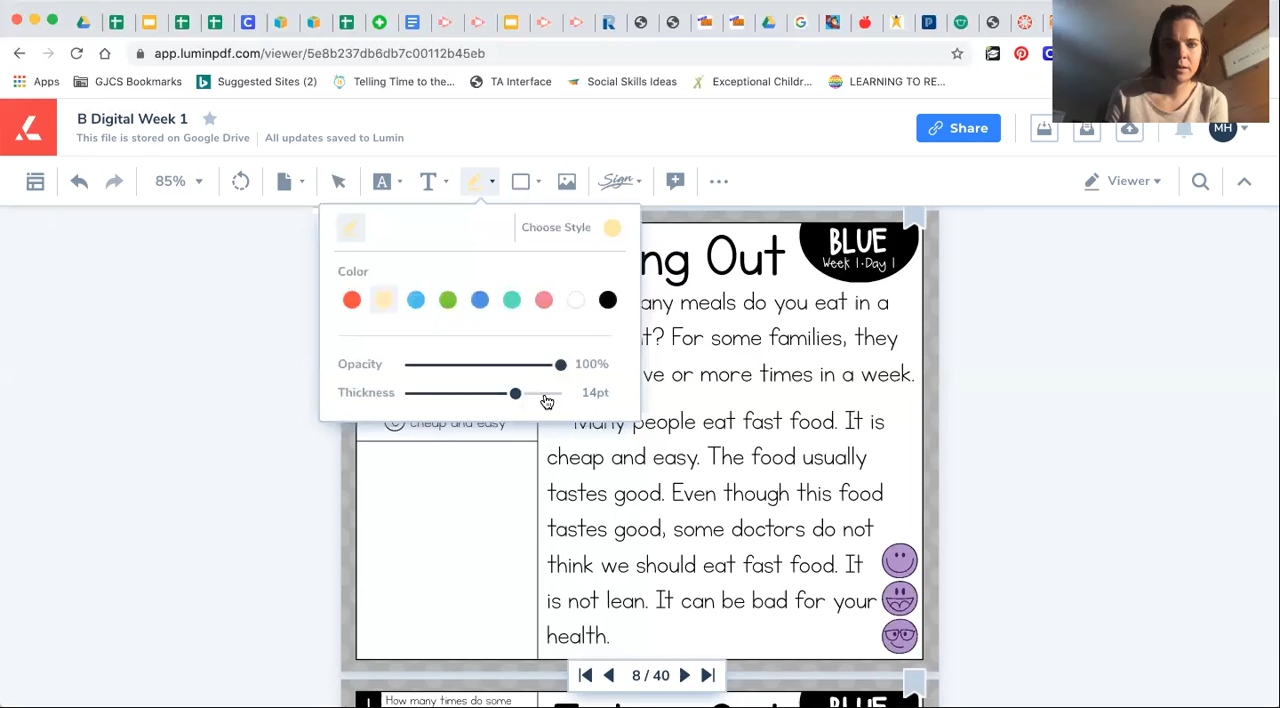 app.luminpdf.com/viewer/5e8b237db6db7c00112b45eb
Apps
GJCS Bookmarks
Suggested Sites (2)
Telling Time to the...
TA Interface
Social Skills Ideas
Exceptional Childr...
LEARNING TO RE...
B Digital Week 1
This file is stored on Google Drive
All updates saved to Lumin
Share
MH
85%
A
T
Sign
Viewer
Choose Style
Color
Opacity
100%
Thickness
14pt
cheap and easy
ng Out
BLUE
Week 1·Day 1
any meals do you eat in a
t? For some families, they
ve or more times in a week.
Many people eat fast food. It is
cheap and easy. The food usually
tastes good. Even though this food
tastes good, some doctors do not
think we should eat fast food. It
is not lean. It can be bad for your
health.
8 / 40
How many times do some
BLUE